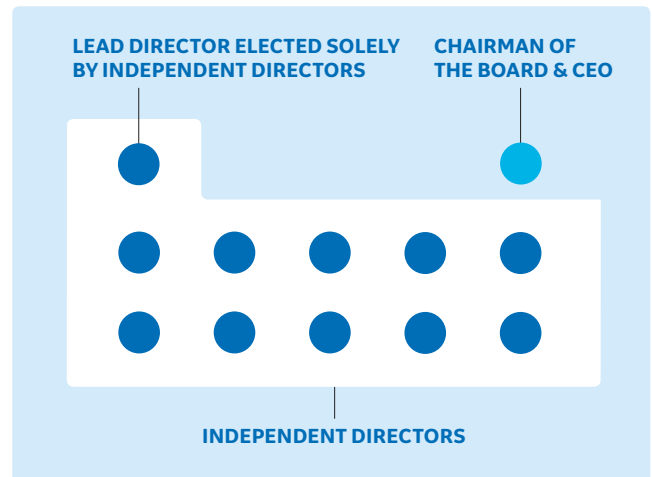 LEAD DIRECTOR ELECTED SOLELY
BY INDEPENDENT DIRECTORS
CHAIRMAN OF
THE BOARD & CEO
INDEPENDENT DIRECTORS